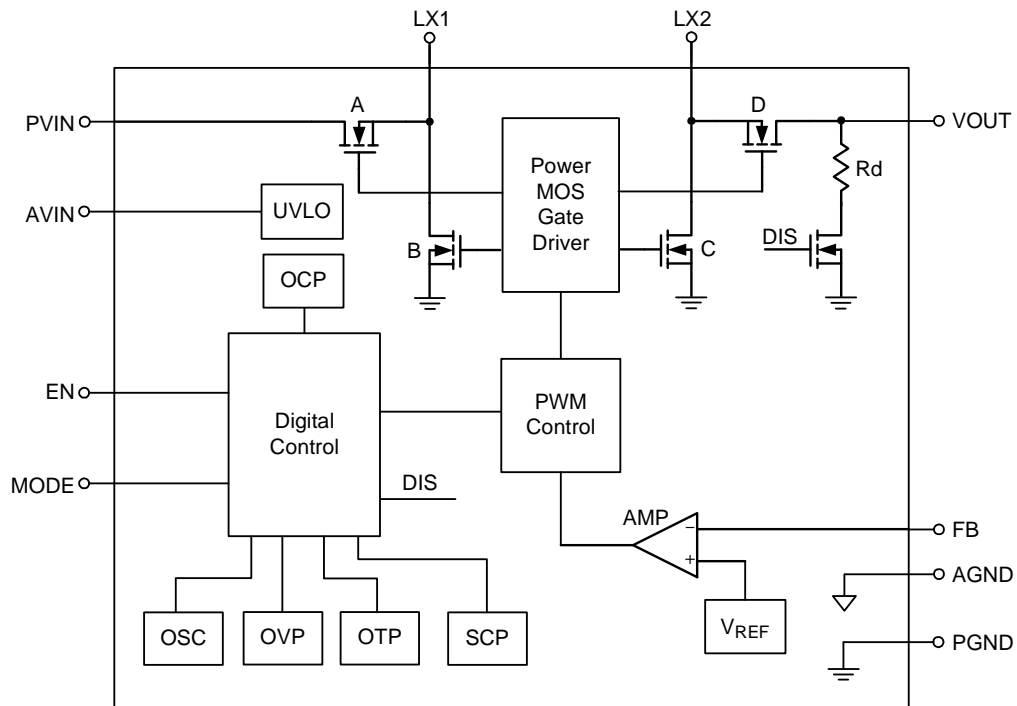 LX1
LX2
PVIN
A
D
VOUT
Power
MOS
Gate
Driver
Rd
AVIN
UVLO
B
C
DIS
OCP
EN
Digital
Control
PWM
Control
MODE
DIS
AMP
−
+
FB
AGND
VREF
PGND
OSC
OVP
OTP
SCP